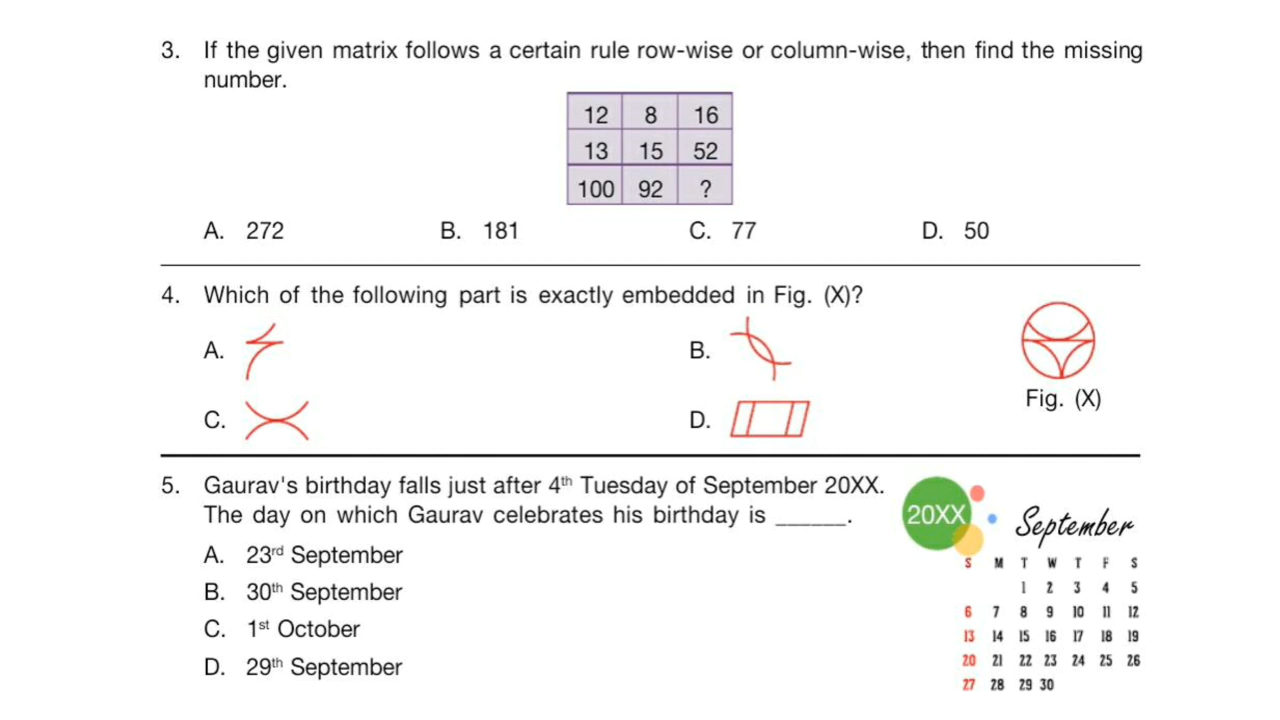 3. If the given matrix follows a certain rule row-wise or column-wise, then find the missing
number.
12 8 16
13 15 52
100 92 ?
A. 272 B. 181 C. 77 D. 50
4. Which of the following part is exactly embedded in Fig. (X)?
A. B.
C. D.
Fig. (X)
5. Gaurav's birthday falls just after 4th Tuesday of September 20XX.
The day on which Gaurav celebrates his birthday is ______.
A. 23rd September
B. 30th September
C. 1st October
D. 29th September
20XX September
S M T W T F S
1 2 3 4 5
6 7 8 9 10 11 12
13 14 15 16 17 18 19
20 21 22 23 24 25 26
27 28 29 30